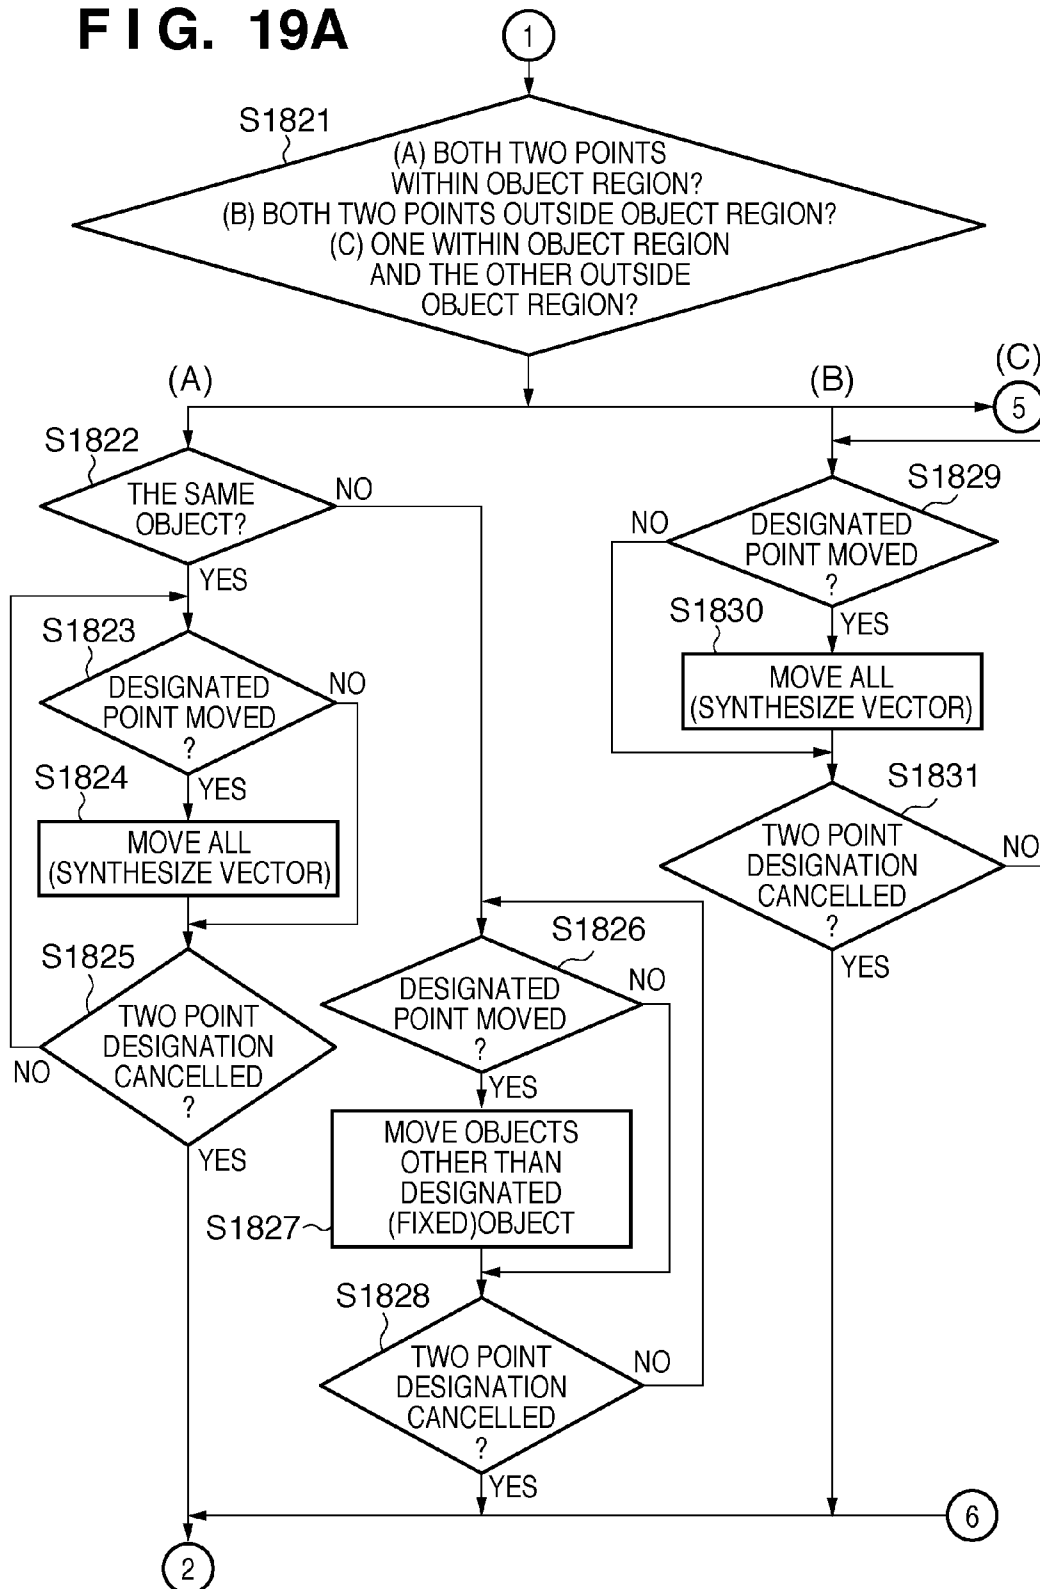 FIG. 19A
1
S1821
(A) BOTH TWO POINTS
WITHIN OBJECT REGION?
(B) BOTH TWO POINTS OUTSIDE OBJECT REGION?
(C) ONE WITHIN OBJECT REGION
AND THE OTHER OUTSIDE
OBJECT REGION?
(A)
(B)
(C)
5
S1822
THE SAME
OBJECT?
NO
YES
S1823
DESIGNATED
POINT MOVED
?
NO
YES
S1824
MOVE ALL
(SYNTHESIZE VECTOR)
S1825
TWO POINT
DESIGNATION
CANCELLED
?
NO
YES
S1826
DESIGNATED
POINT MOVED
?
NO
YES
MOVE OBJECTS
OTHER THAN
DESIGNATED
(FIXED)OBJECT
S1827
S1828
TWO POINT
DESIGNATION
CANCELLED
?
NO
YES
S1829
DESIGNATED
POINT MOVED
?
NO
YES
S1830
MOVE ALL
(SYNTHESIZE VECTOR)
S1831
TWO POINT
DESIGNATION
CANCELLED
?
NO
YES
6
2